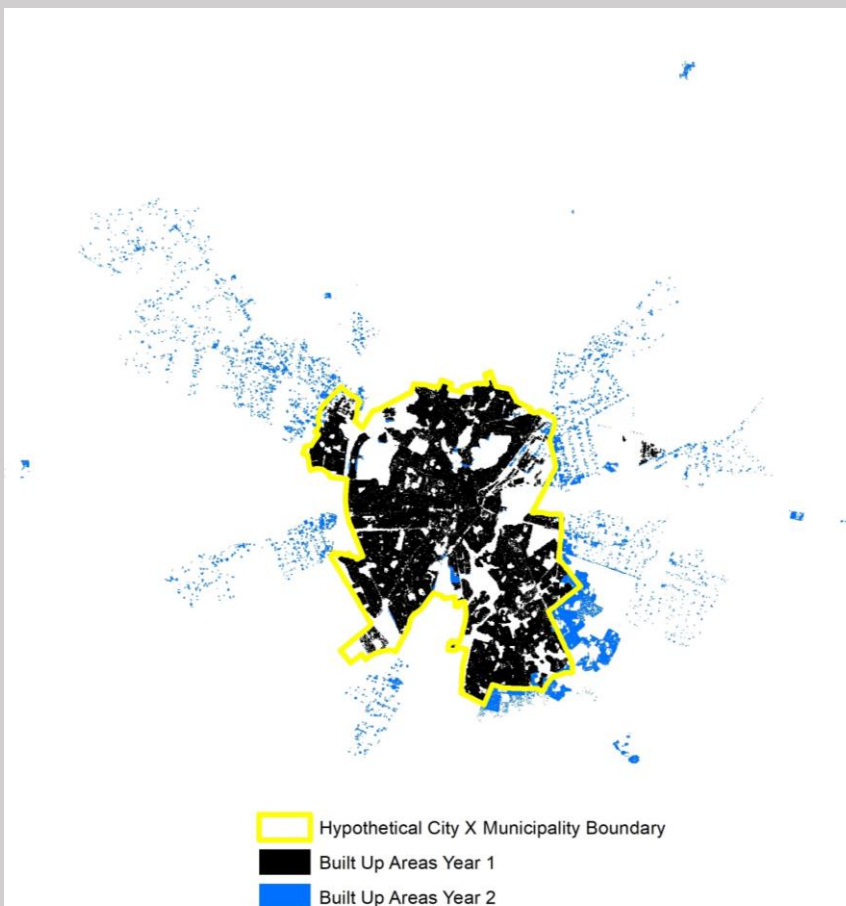 Hypothetical City X Municipality Boundary
Built Up Areas Year 1
Built Up Areas Year 2